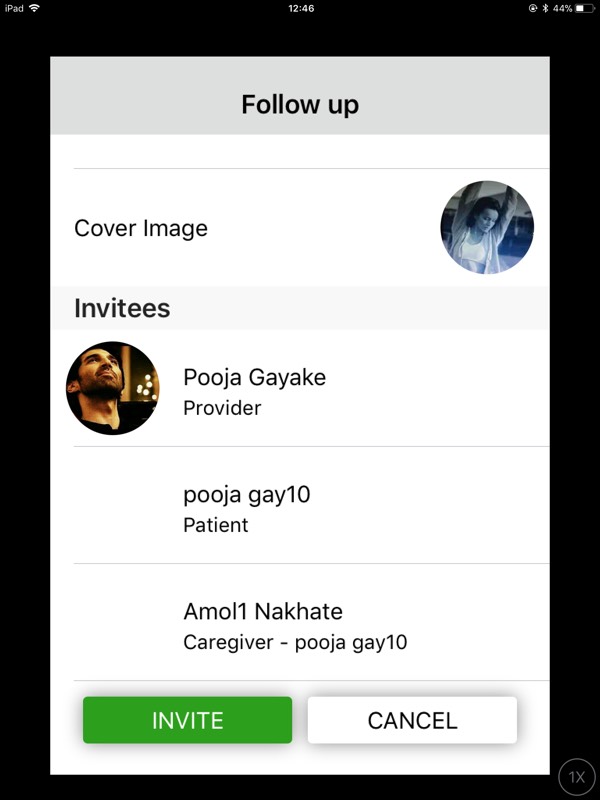 iPad 12:46 44%
Follow up
Cover Image
Invitees
Pooja Gayake
Provider
pooja gay10
Patient
Amol1 Nakhate
Caregiver - pooja gay10
INVITE CANCEL
1X